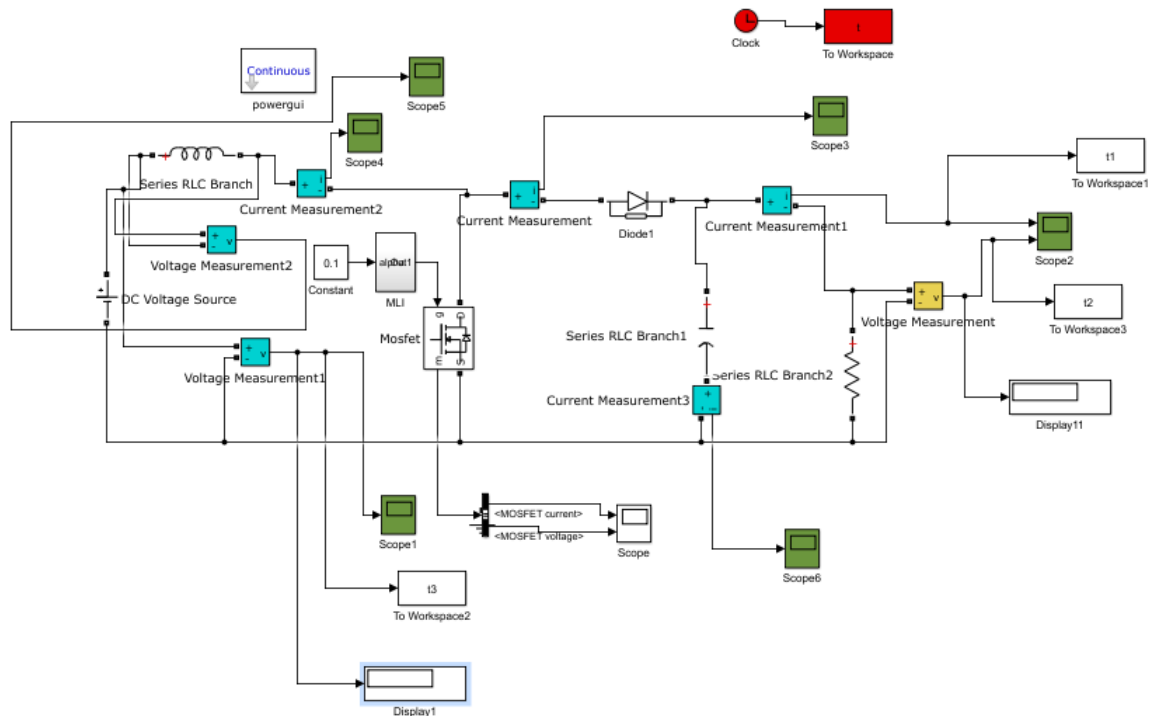 Clock
t
To Workspace
Continuous
powergui
Scope5
Scope4
Scope3
t1
To Workspace1
Series RLC Branch
Current Measurement2
Current Measurement
Diode1
Current Measurement1
Scope2
v
Voltage Measurement2
0.1
Constant
MLI
DC Voltage Source
Mosfet
g
D
m
S
v
Voltage Measurement
t2
To Workspace3
Series RLC Branch1
v
Voltage Measurement1
Series RLC Branch2
Current Measurement3
Display11
Scope1
<MOSFET current>
<MOSFET voltage>
Scope
Scope6
t3
To Workspace2
Display1